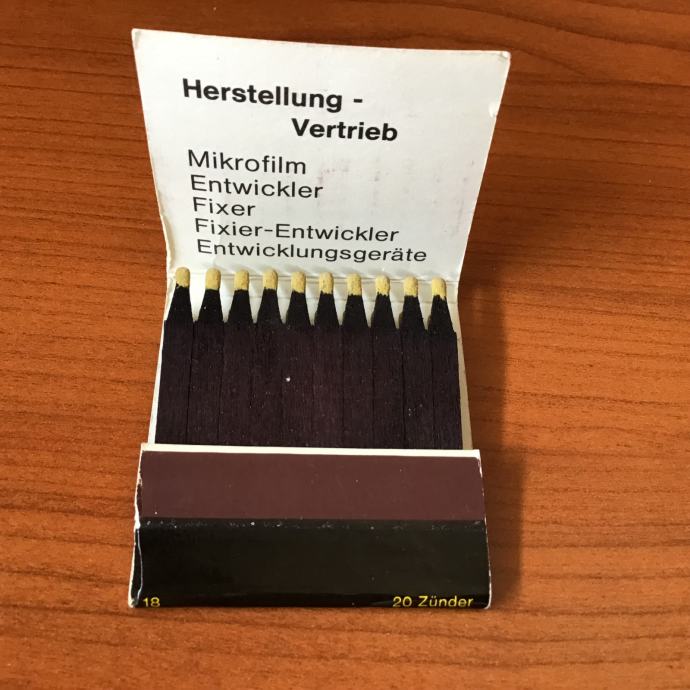 Herstellung -
Vertrieb
Mikrofilm
Entwickler
Fixer
Fixier-Entwickler
Entwicklungsgeräte
18 20 Zünder